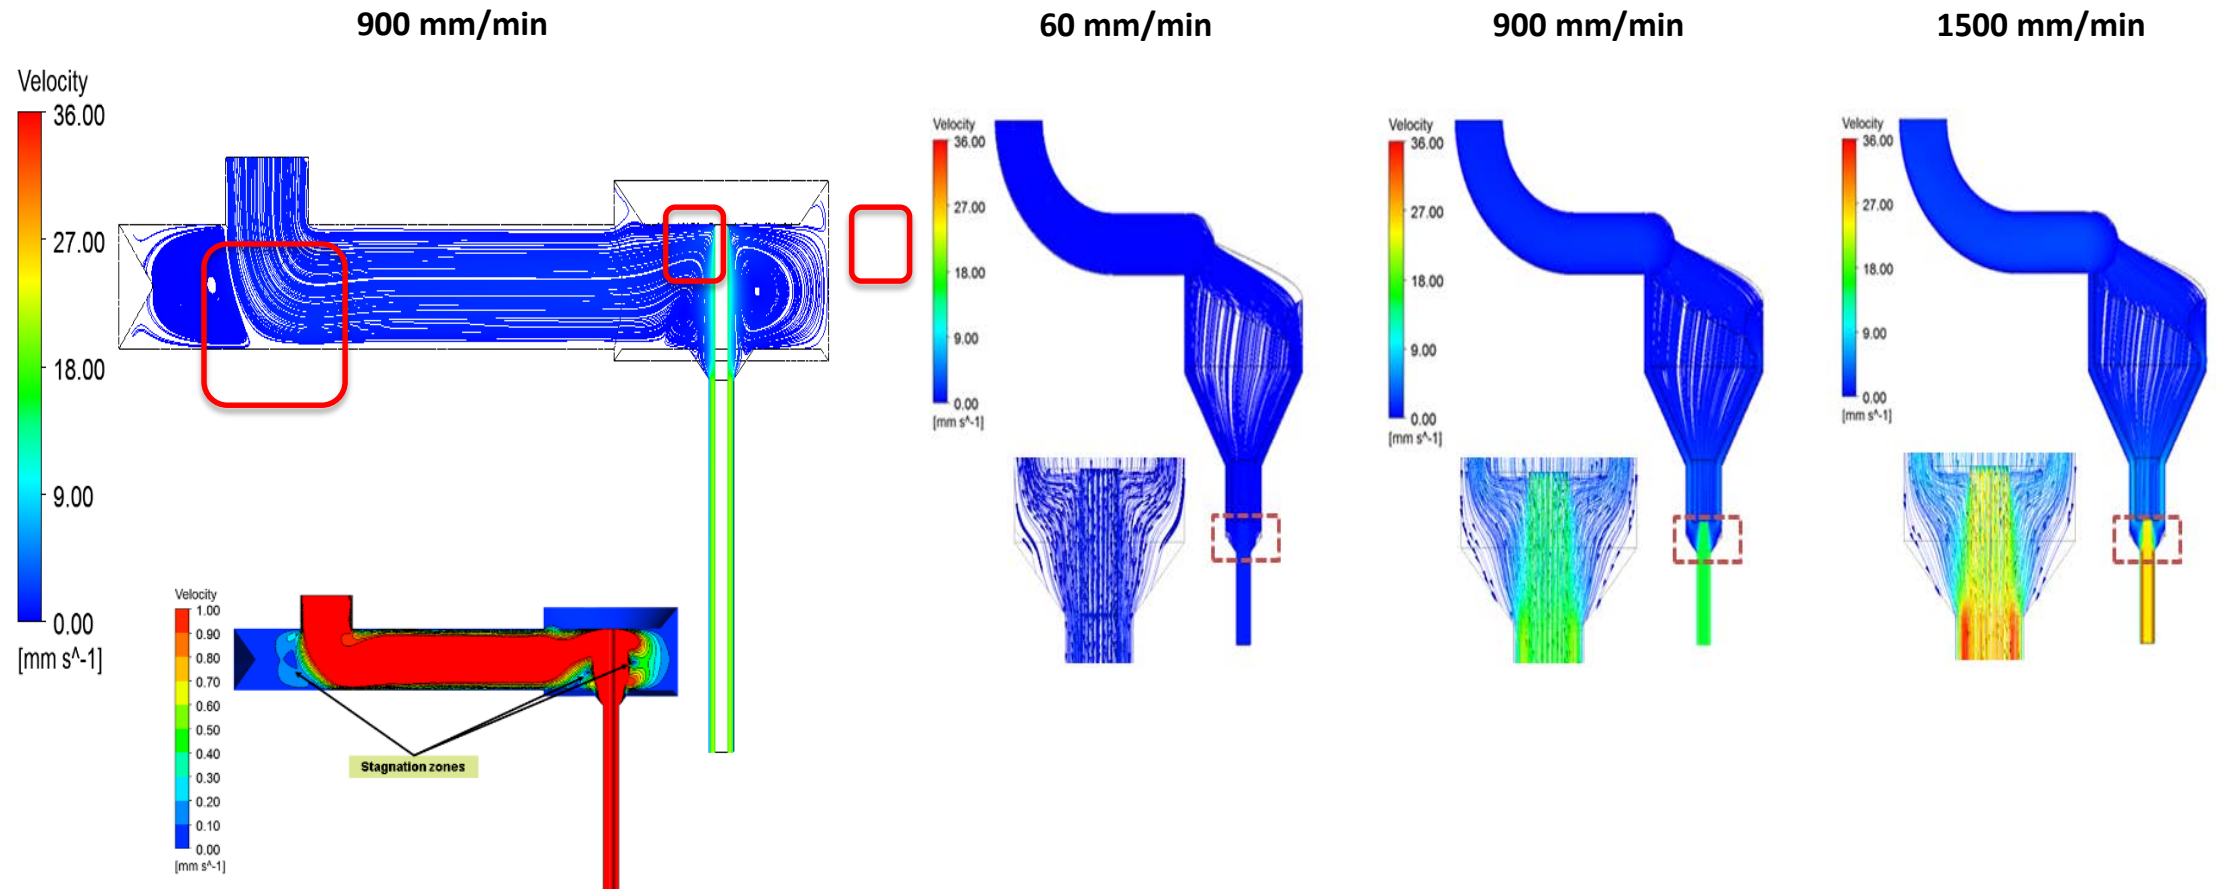 900 mm/min
60 mm/min
900 mm/min
1500 mm/min
Velocity
36.00
27.00
18.00
9.00
0.00
[mm s^-1]
Velocity
1.00
0.90
0.80
0.70
0.60
0.50
0.40
0.30
0.20
0.10
0.00
[mm s^-1]
Stagnation zones
Velocity
36.00
27.00
18.00
9.00
0.00
[mm s^-1]
Velocity
36.00
27.00
18.00
9.00
0.00
[mm s^-1]
Velocity
36.00
27.00
18.00
9.00
0.00
[mm s^-1]